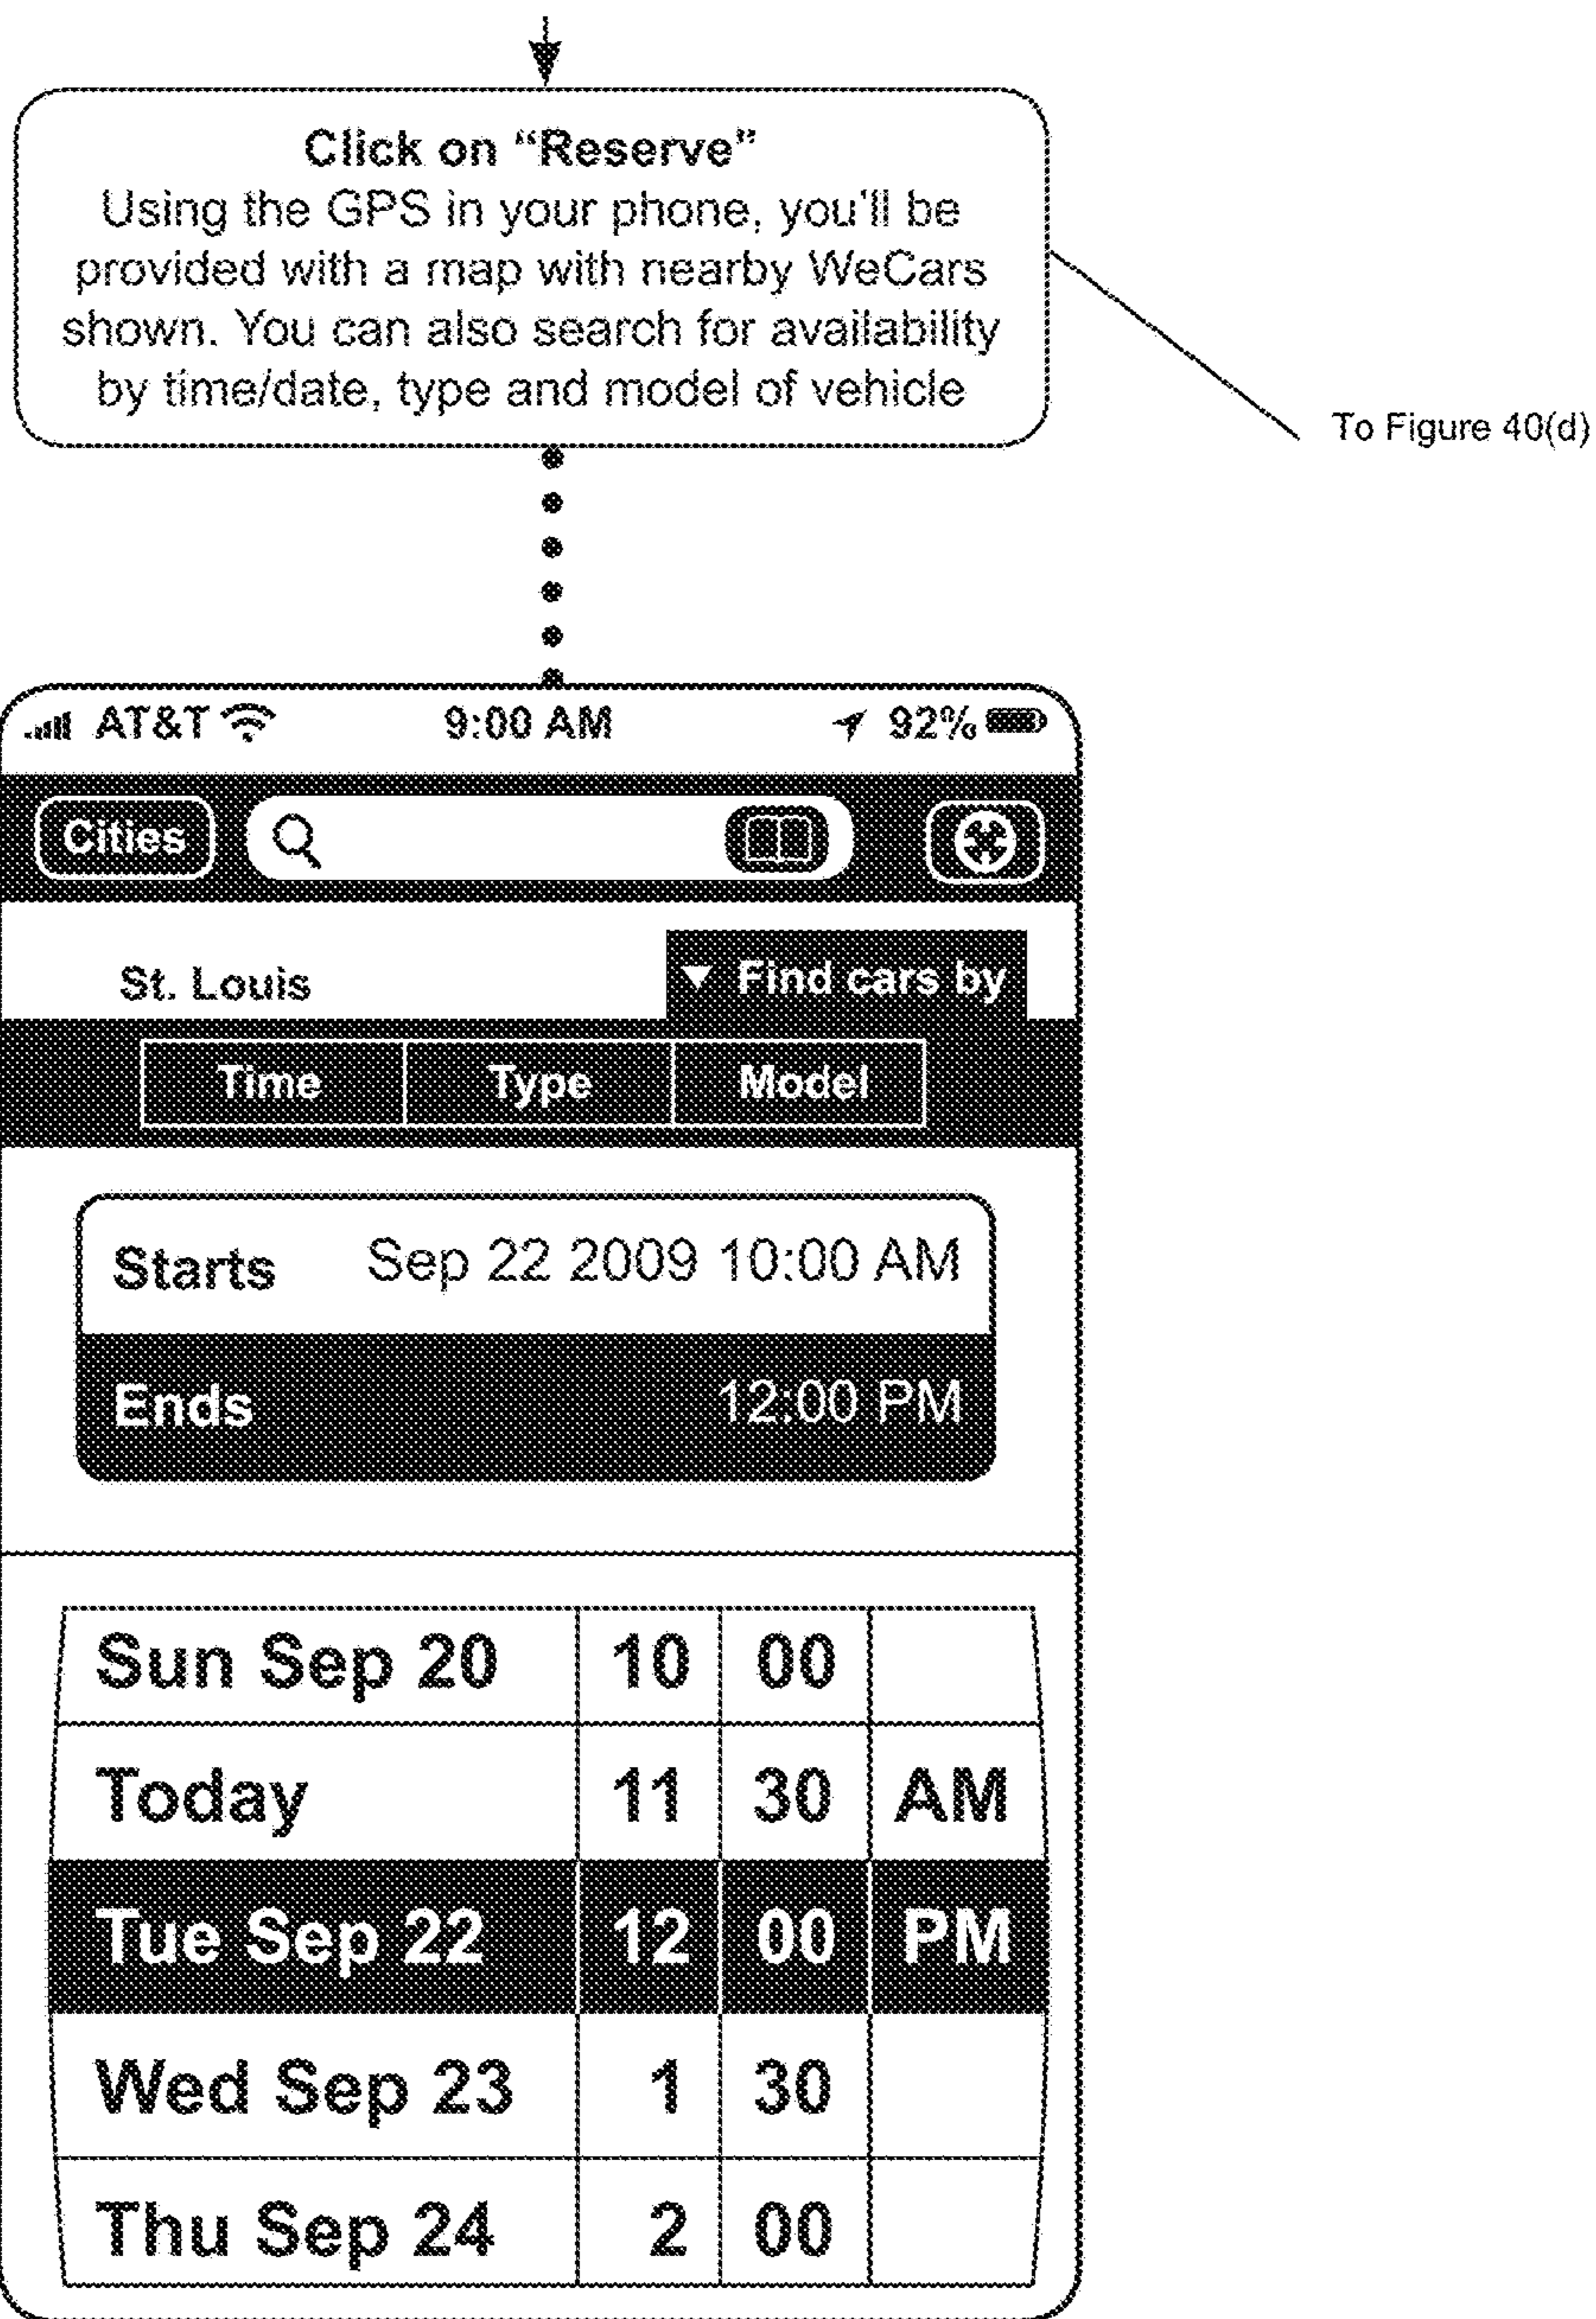 Click on “Reserve”
Using the GPS in your phone, you'll be
provided with a map with nearby WeCars
shown. You can also search for availability
by time/date, type and model of vehicle
To Figure 40(d)
AT&T 9:00 AM 92%
Cities
St. Louis Find cars by
Time Type Model
Starts Sep 22 2009 10:00 AM
Ends 12:00 PM
Sun Sep 20 10 00
Today 11 30 AM
Tue Sep 22 12 00 PM
Wed Sep 23 1 30
Thu Sep 24 2 00